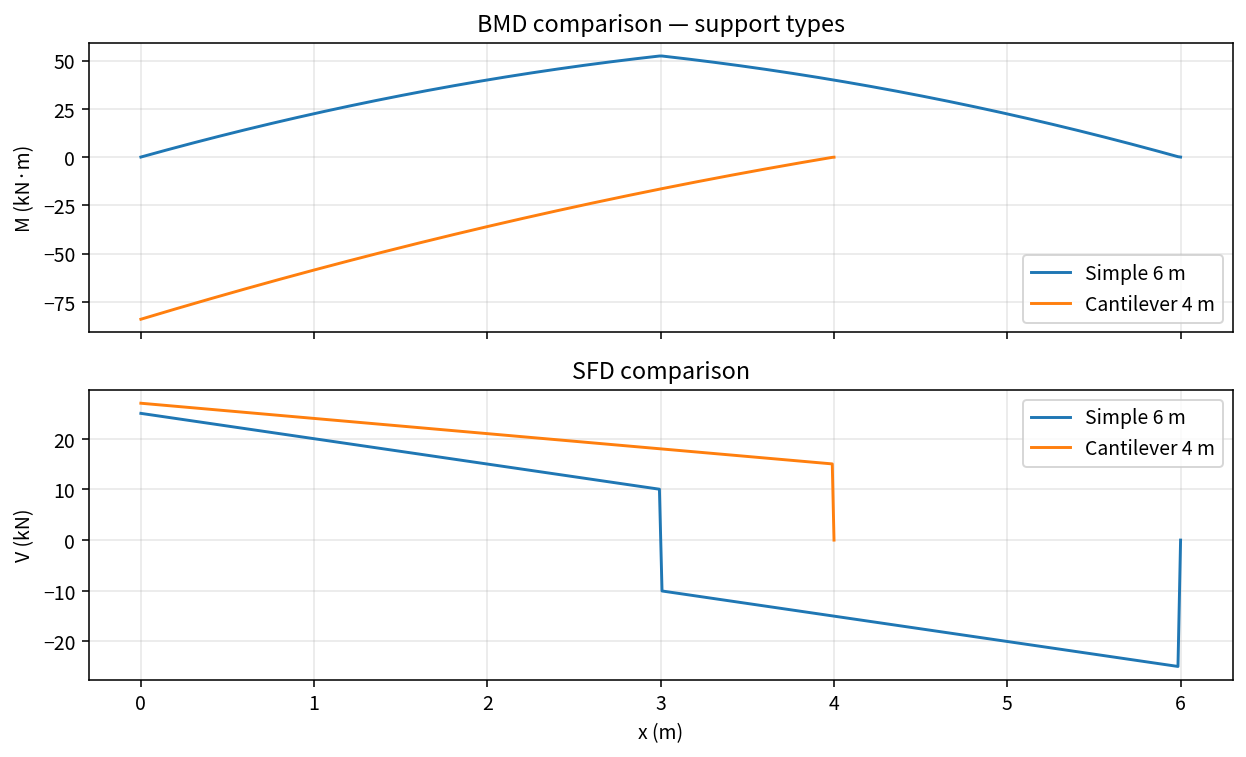 BMD comparison — support types
M (kN·m)
50
25
0
−25
−50
−75
Simple 6 m
Cantilever 4 m
SFD comparison
V (kN)
20
10
0
−10
−20
Simple 6 m
Cantilever 4 m
0 1 2 3 4 5 6
x (m)